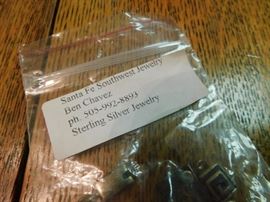 Santa Fe Southwest Jewelry
Ben Chavez
ph. 505-992-8893
Sterling Silver Jewelry